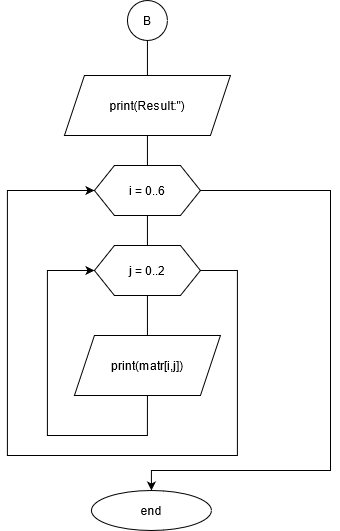 B
print(Result:")
i = 0..6
j = 0..2
print(matr[i,j])
end